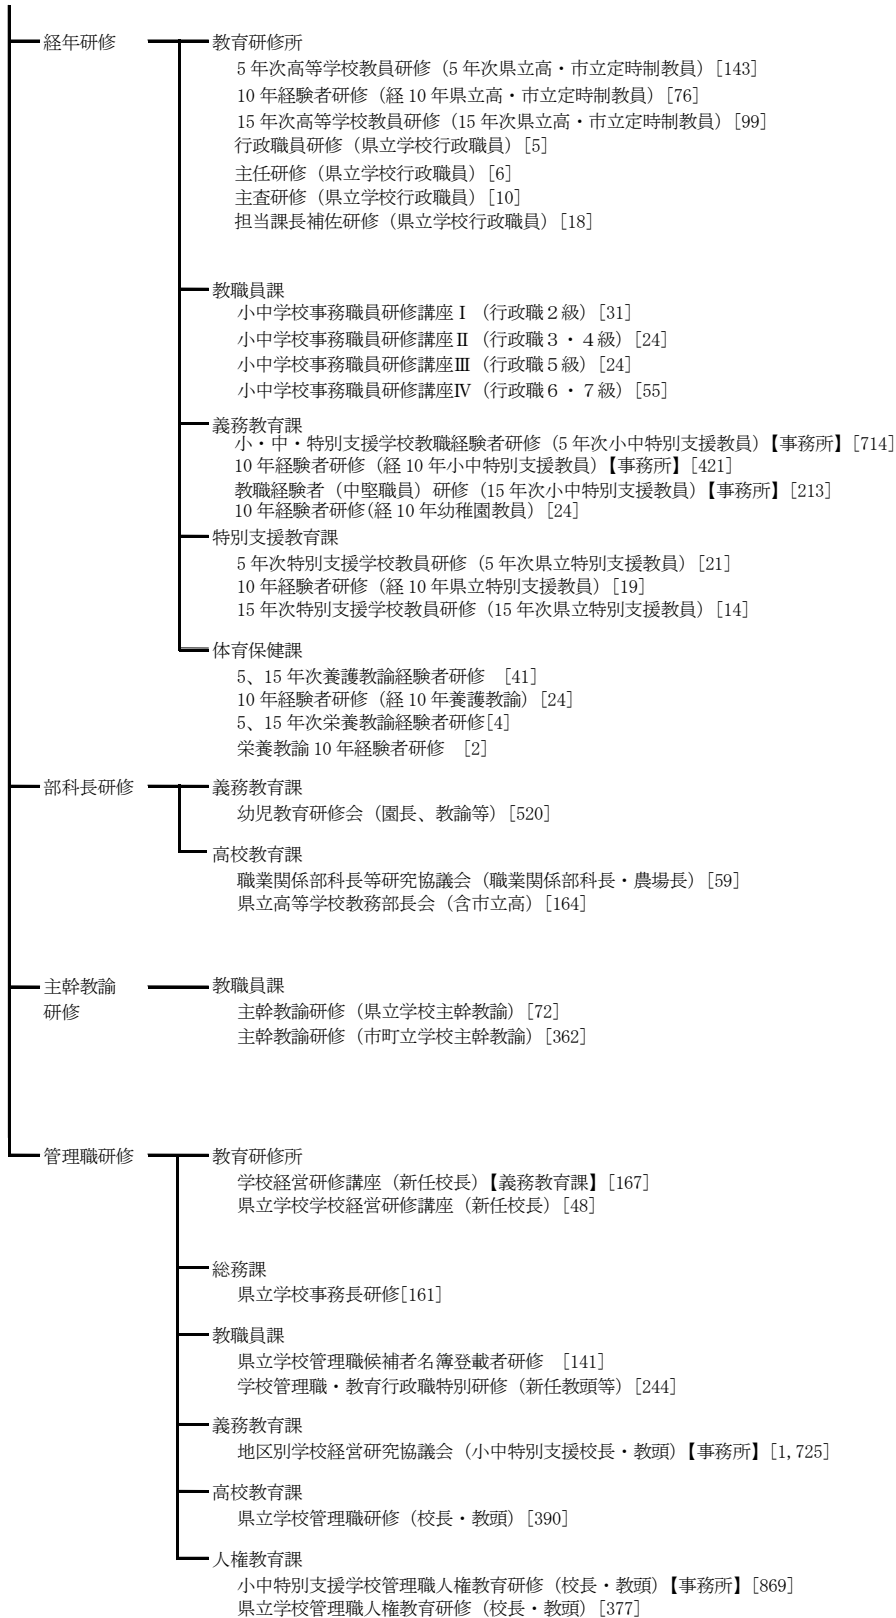 経年研修
教育研修所
5 年次高等学校教員研修（5 年次県立高・市立定時制教員）[143]
10 年経験者研修（経 10 年県立高・市立定時制教員）[76]
15 年次高等学校教員研修（15 年次県立高・市立定時制教員）[99]
行政職員研修（県立学校行政職員）[5]
主任研修（県立学校行政職員）[6]
主査研修（県立学校行政職員）[10]
担当課長補佐研修（県立学校行政職員）[18]
教職員課
小中学校事務職員研修講座Ⅰ（行政職２級）[31]
小中学校事務職員研修講座Ⅱ（行政職３・４級）[24]
小中学校事務職員研修講座Ⅲ（行政職５級）[24]
小中学校事務職員研修講座Ⅳ（行政職６・７級）[55]
義務教育課
小・中・特別支援学校教職経験者研修（5 年次小中特別支援教員）【事務所】[714]
10 年経験者研修（経 10 年小中特別支援教員）【事務所】[421]
教職経験者（中堅職員）研修（15 年次小中特別支援教員）【事務所】[213]
10 年経験者研修(経 10 年幼稚園教員）[24]
特別支援教育課
5 年次特別支援学校教員研修（5 年次県立特別支援教員）[21]
10 年経験者研修（経 10 年県立特別支援教員）[19]
15 年次特別支援学校教員研修（15 年次県立特別支援教員）[14]
体育保健課
5、15 年次養護教諭経験者研修　[41]
10 年経験者研修（経 10 年養護教諭）[24]
5、15 年次栄養教諭経験者研修[4]
栄養教諭 10 年経験者研修　[2]
部科長研修
義務教育課
幼児教育研修会（園長、教諭等）[520]
高校教育課
職業関係部科長等研究協議会（職業関係部科長・農場長）[59]
県立高等学校教務部長会（含市立高）[164]
主幹教諭
研修
教職員課
主幹教諭研修（県立学校主幹教諭）[72]
主幹教諭研修（市町立学校主幹教諭）[362]
管理職研修
教育研修所
学校経営研修講座（新任校長）【義務教育課】[167]
県立学校学校経営研修講座（新任校長）[48]
総務課
県立学校事務長研修[161]
教職員課
県立学校管理職候補者名簿登載者研修　[141]
学校管理職・教育行政職特別研修（新任教頭等）[244]
義務教育課
地区別学校経営研究協議会（小中特別支援校長・教頭）【事務所】[1,725]
高校教育課
県立学校管理職研修（校長・教頭）[390]
人権教育課
小中特別支援学校管理職人権教育研修（校長・教頭）【事務所】[869]
県立学校管理職人権教育研修（校長・教頭）[377]